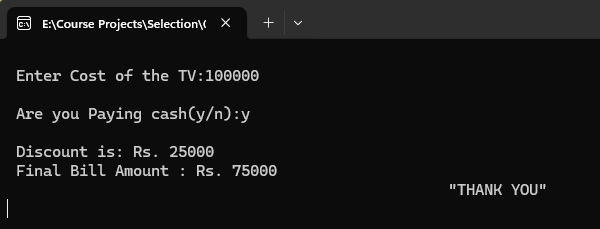 E:\Course Projects\Selection\(
Enter Cost of the TV:100000
Are you Paying cash(y/n):y
Discount is: Rs. 25000
Final Bill Amount : Rs. 75000
"THANK YOU"